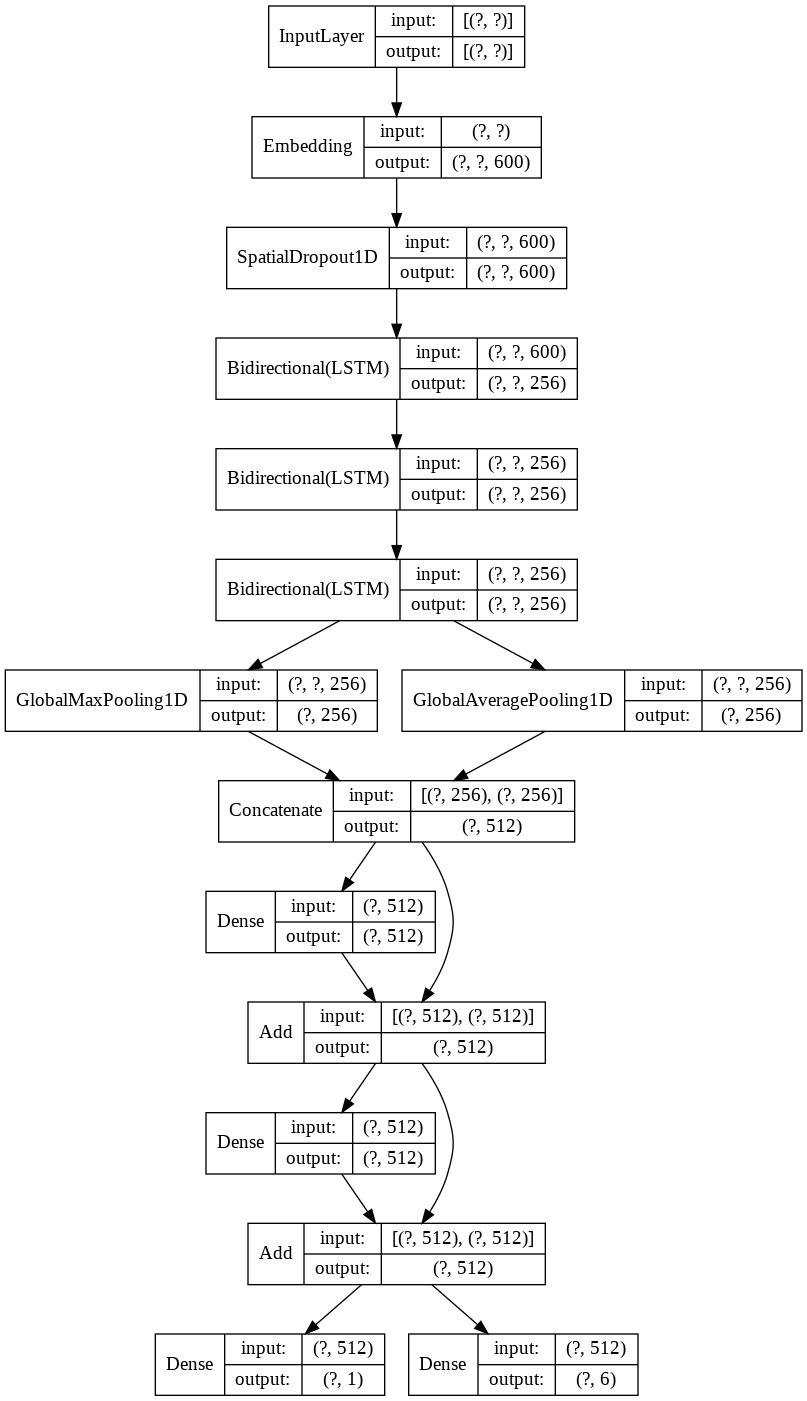 InputLayer
input: [(?, ?)]
output: [(?, ?)]
Embedding
input: (?, ?)
output: (?, ?, 600)
SpatialDropout1D
input: (?, ?, 600)
output: (?, ?, 600)
Bidirectional(LSTM)
input: (?, ?, 600)
output: (?, ?, 256)
Bidirectional(LSTM)
input: (?, ?, 256)
output: (?, ?, 256)
Bidirectional(LSTM)
input: (?, ?, 256)
output: (?, ?, 256)
GlobalMaxPooling1D
input: (?, ?, 256)
output: (?, 256)
GlobalAveragePooling1D
input: (?, ?, 256)
output: (?, 256)
Concatenate
input: [(?, 256), (?, 256)]
output: (?, 512)
Dense
input: (?, 512)
output: (?, 512)
Add
input: [(?, 512), (?, 512)]
output: (?, 512)
Dense
input: (?, 512)
output: (?, 512)
Add
input: [(?, 512), (?, 512)]
output: (?, 512)
Dense
input: (?, 512)
output: (?, 1)
Dense
input: (?, 512)
output: (?, 6)